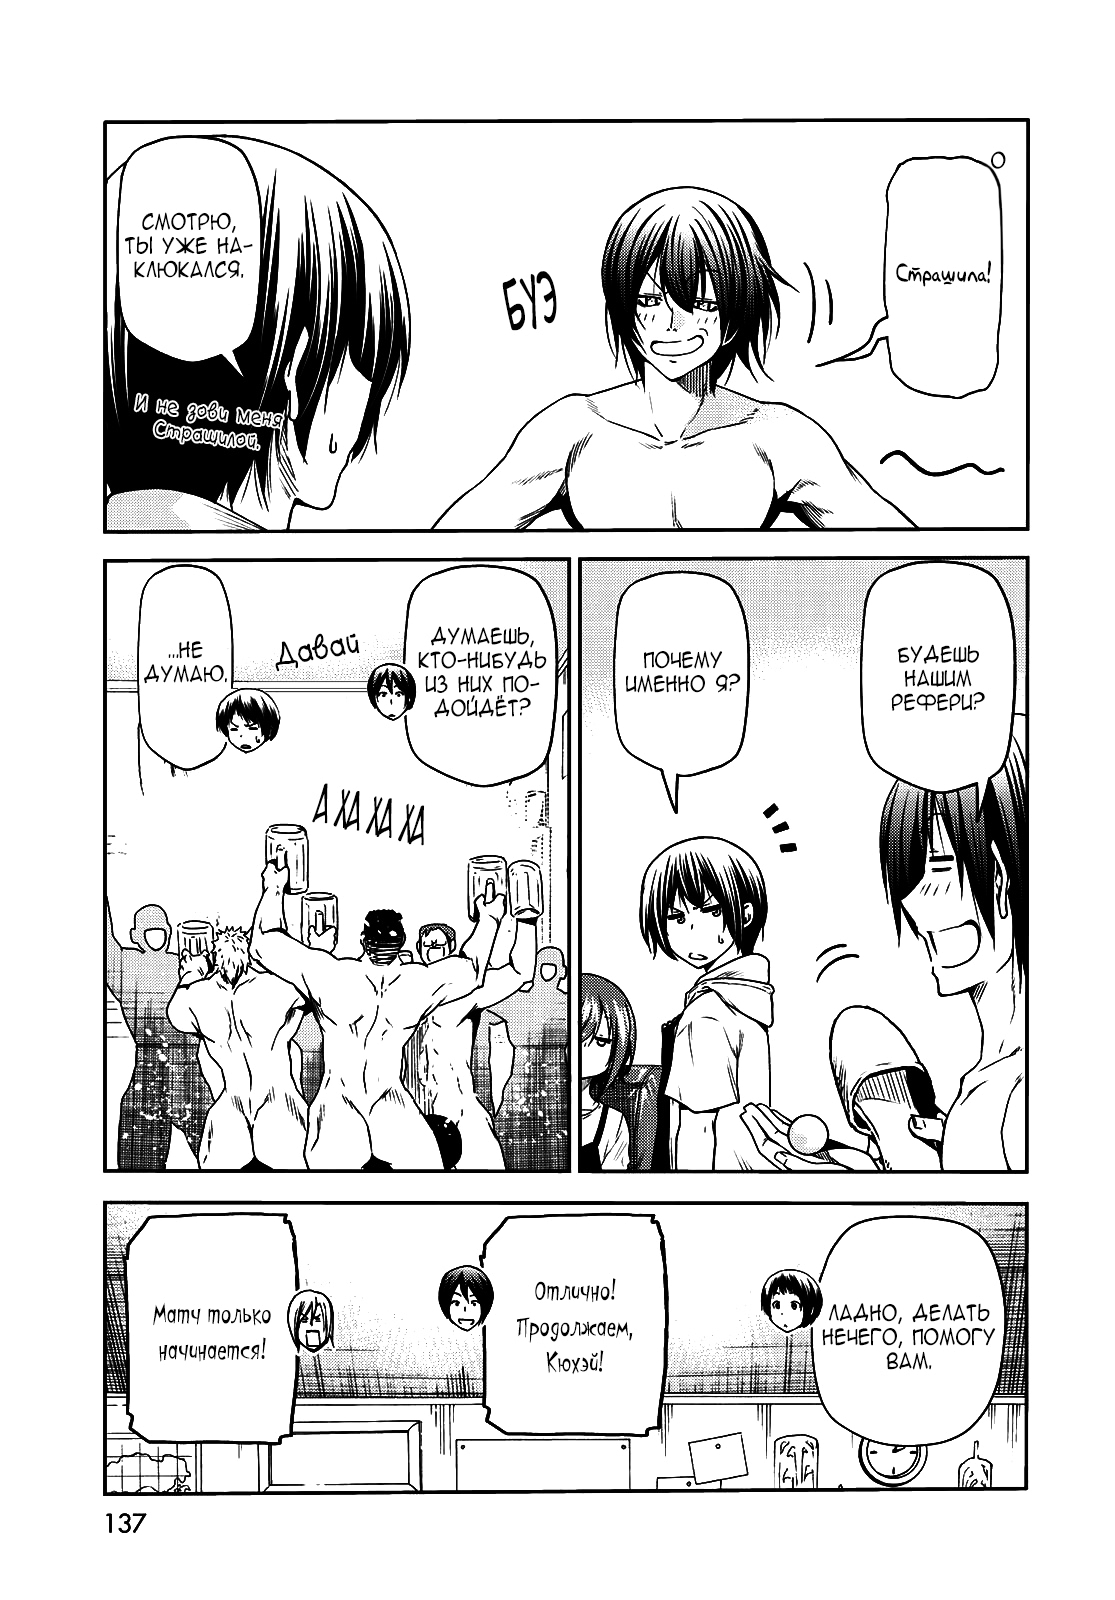 Страшила!
БУЭ
СМОТРЮ,
ТЫ УЖЕ НА-
КЛЮКАЛСЯ.
И не зови меня
Страшилой.
БУДЕШЬ
НАШИМ
РЕФЕРИ?
ПОЧЕМУ
ИМЕННО Я?
ДУМАЕШЬ,
КТО-НИБУДЬ
ИЗ НИХ ПО-
ДОЙДЁТ?
Давай
...НЕ
ДУМАЮ.
А ХА ХА ХА
ЛАДНО, ДЕЛАТЬ
НЕЧЕГО, ПОМОГУ
ВАМ.
Отлично!
Продолжаем,
Кюхэй!
Матч только
начинается!
137